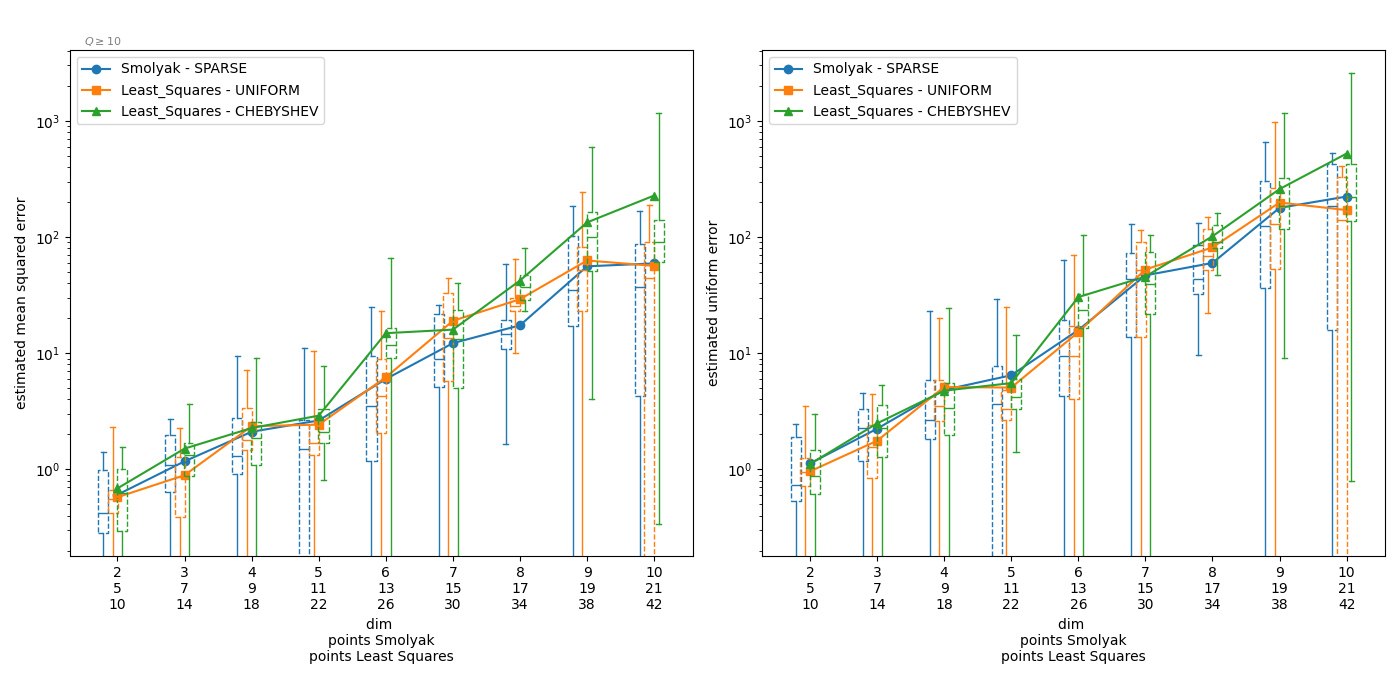 Q ≥ 10
Smolyak - SPARSE
Least_Squares - UNIFORM
Least_Squares - CHEBYSHEV
estimated mean squared error
10³
10²
10¹
10⁰
2 3 4 5 6 7 8 9 10
5 7 9 11 13 15 17 19 21
10 14 18 22 26 30 34 38 42
dim
points Smolyak
points Least Squares
Smolyak - SPARSE
Least_Squares - UNIFORM
Least_Squares - CHEBYSHEV
estimated uniform error
10³
10²
10¹
10⁰
2 3 4 5 6 7 8 9 10
5 7 9 11 13 15 17 19 21
10 14 18 22 26 30 34 38 42
dim
points Smolyak
points Least Squares